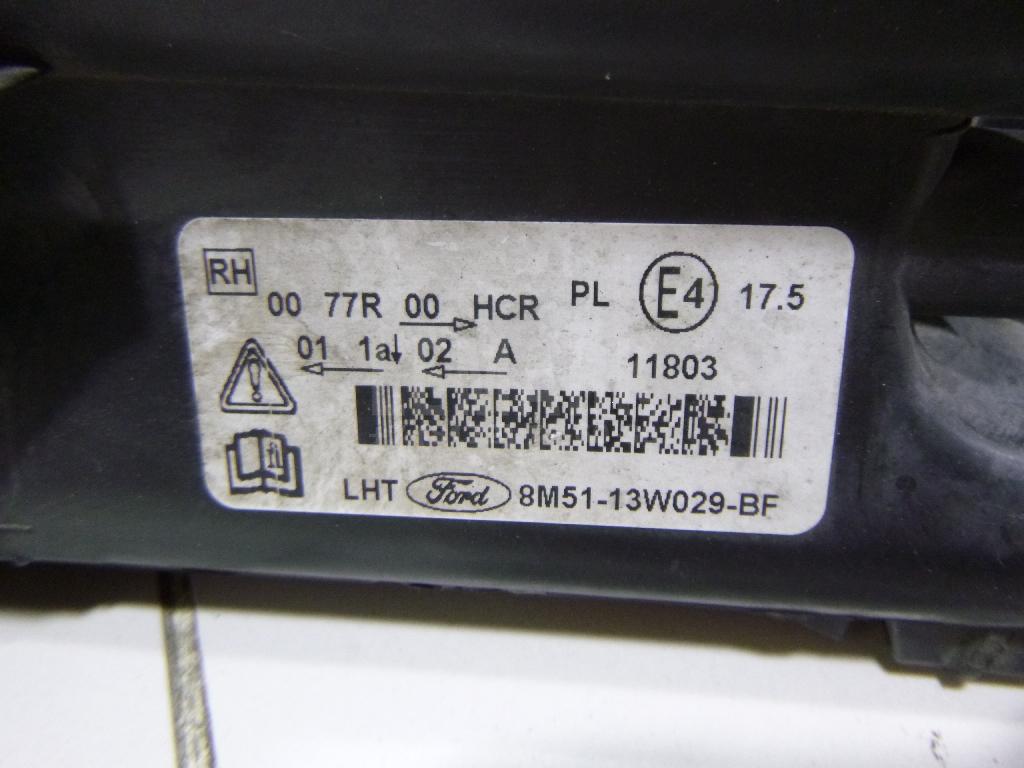 RH
00 77R 00 HCR PL E4 17.5
01 1a 02 A 11803
LHT Ford 8M51-13W029-BF